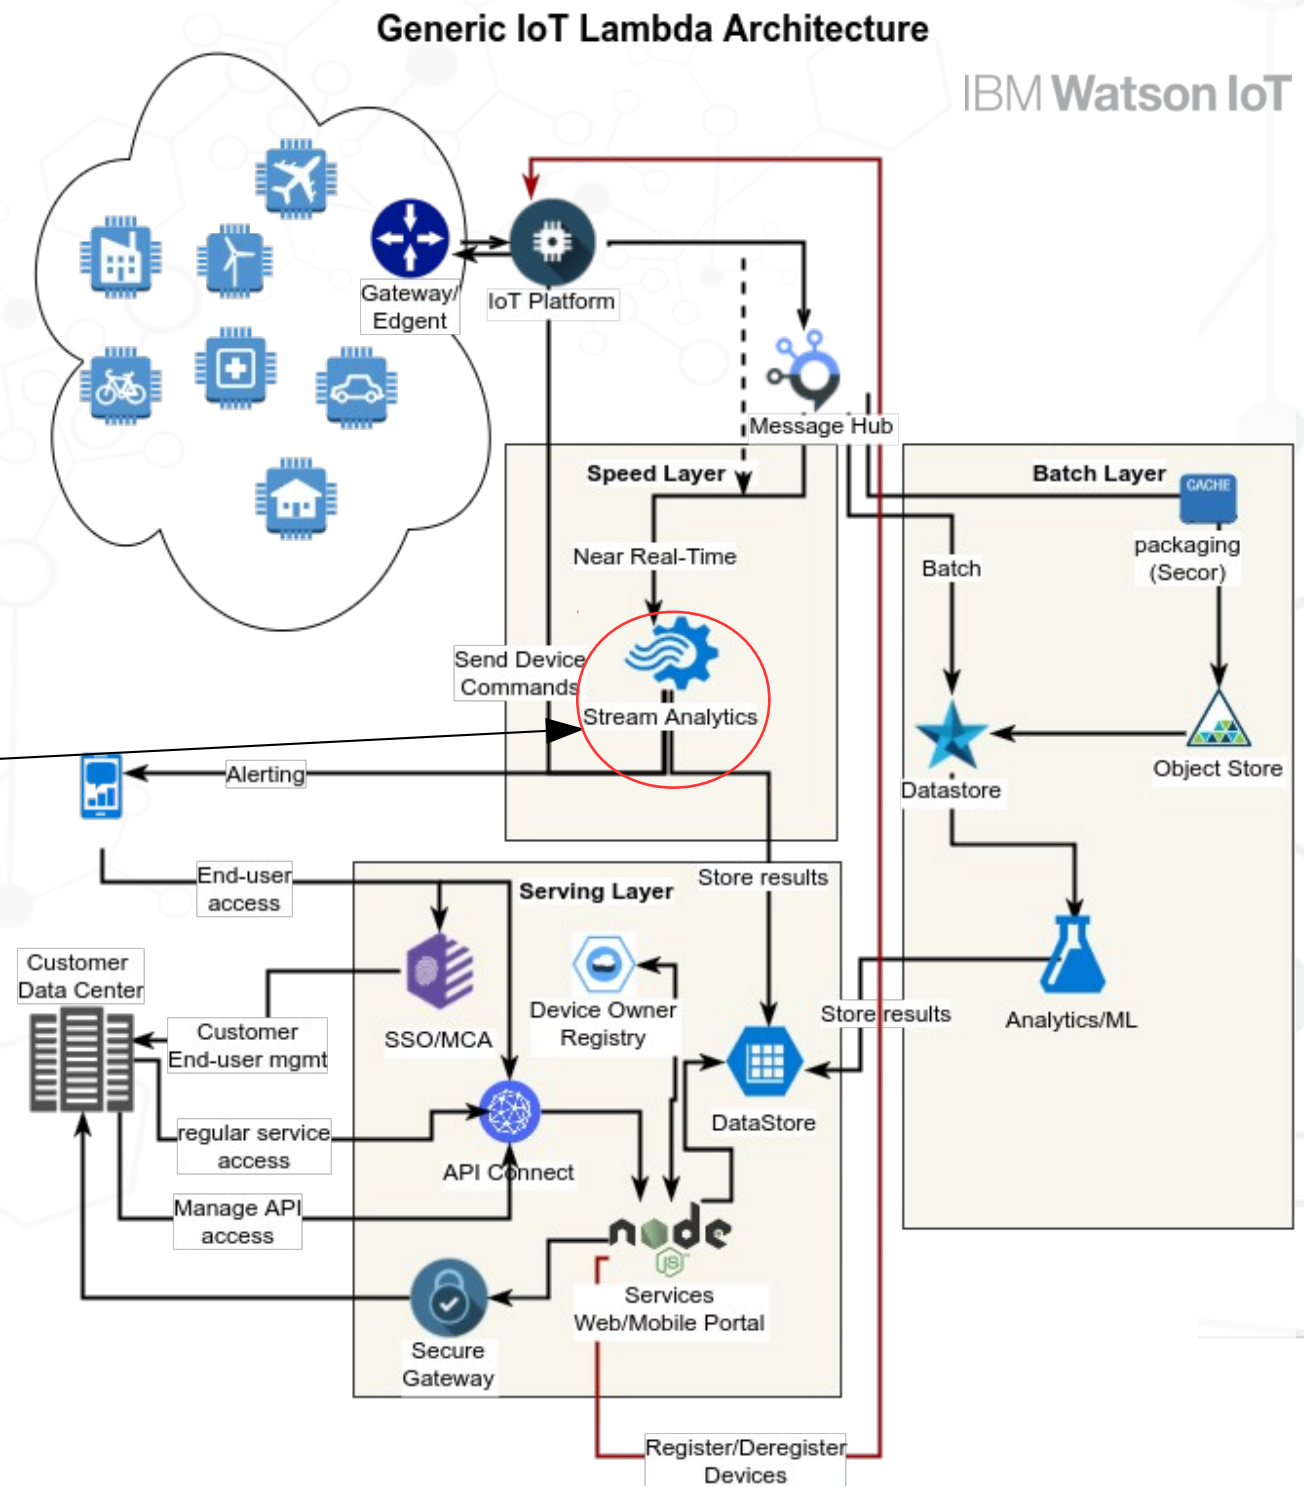 Generic IoT Lambda Architecture
IBM Watson IoT
Gateway/
Edgent
IoT Platform
Message Hub
Speed Layer
Batch Layer
CACHE
packaging
(Secor)
Near Real-Time
Batch
Send Device
Commands
Stream Analytics
Object Store
Datastore
Alerting
End-user
access
Store results
Serving Layer
Customer
Data Center
Device Owner
Registry
Store results
Analytics/ML
Customer
End-user mgmt
SSO/MCA
DataStore
regular service
access
API Connect
Manage API
access
node
JS
Services
Web/Mobile Portal
Secure
Gateway
Register/Deregister
Devices